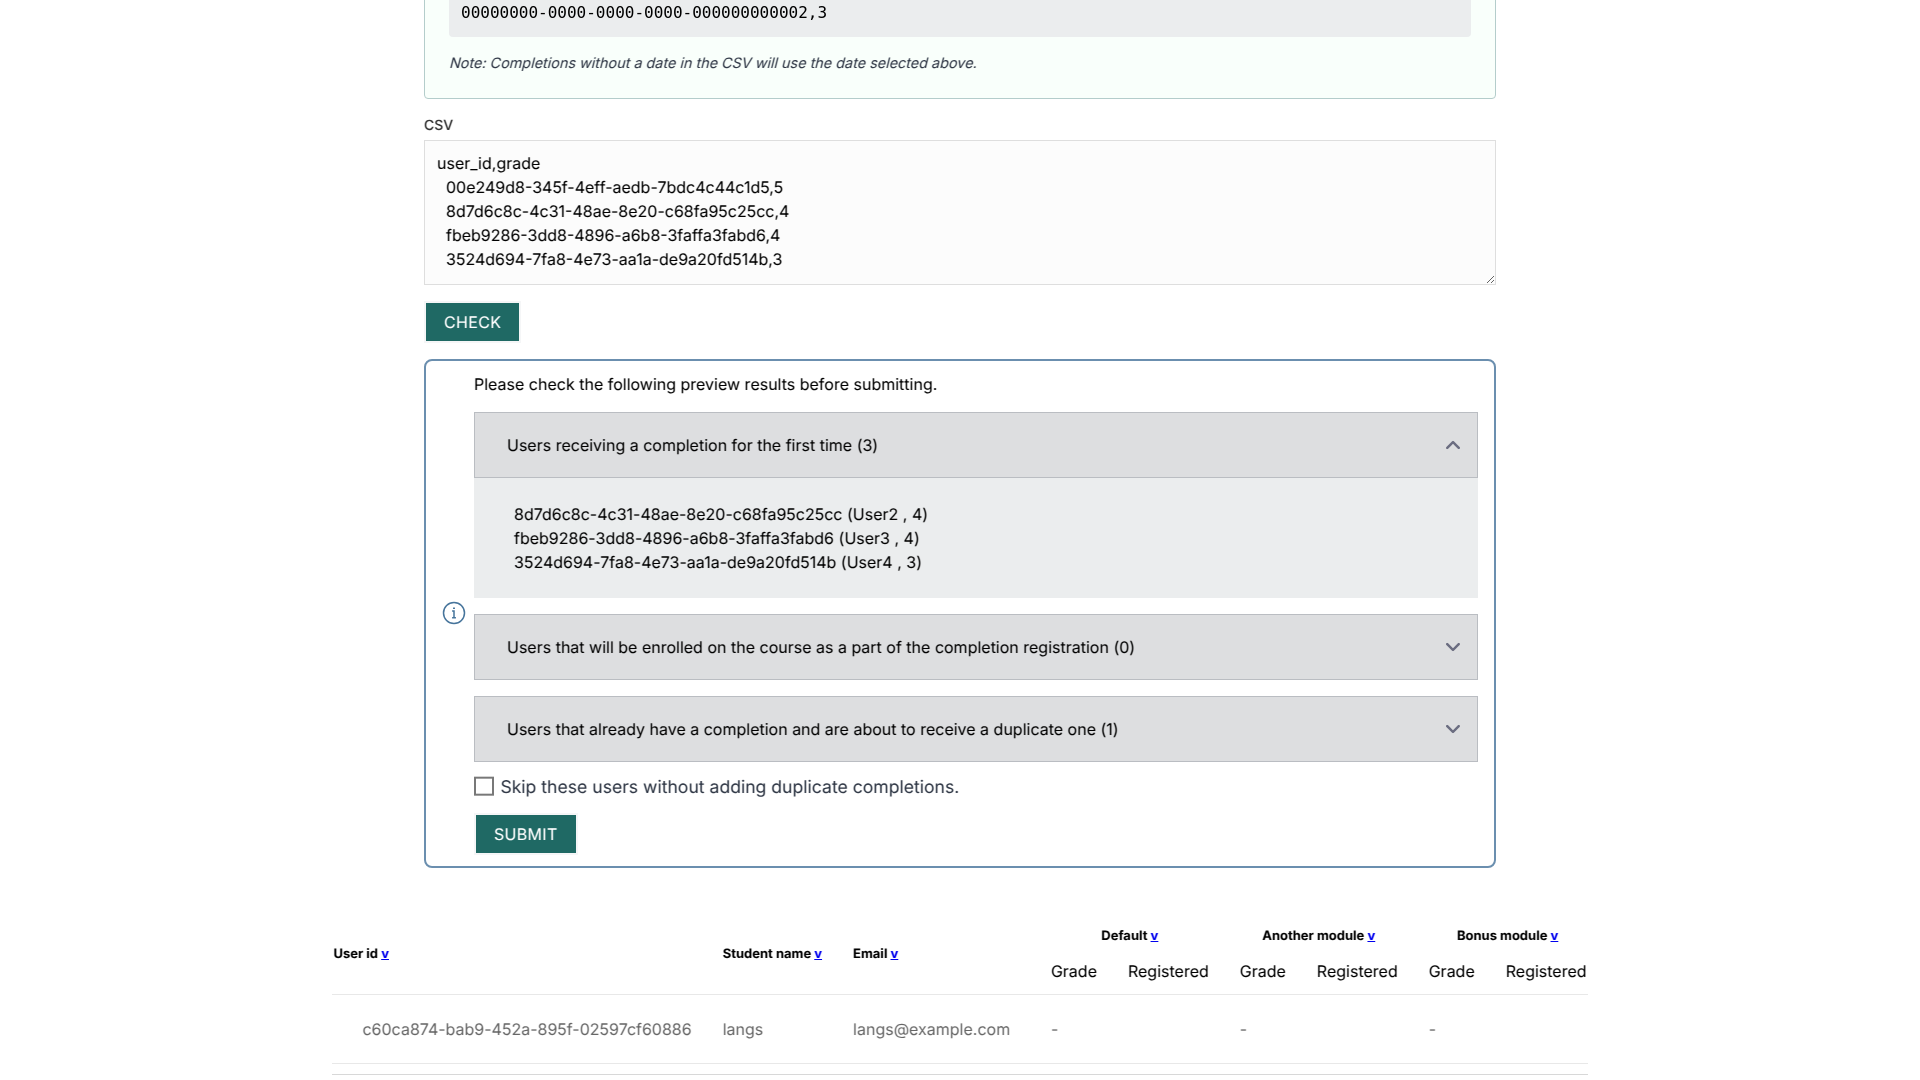 00000000-0000-0000-0000-000000000002,3
Note: Completions without a date in the CSV will use the date selected above.
CSV
user_id,grade
00e249d8-345f-4eff-aedb-7bdc4c44c1d5,5
8d7d6c8c-4c31-48ae-8e20-c68fa95c25cc,4
fbeb9286-3dd8-4896-a6b8-3faffa3fabd6,4
3524d694-7fa8-4e73-aa1a-de9a20fd514b,3
CHECK
Please check the following preview results before submitting.
Users receiving a completion for the first time (3)
8d7d6c8c-4c31-48ae-8e20-c68fa95c25cc (User2 , 4)
fbeb9286-3dd8-4896-a6b8-3faffa3fabd6 (User3 , 4)
3524d694-7fa8-4e73-aa1a-de9a20fd514b (User4 , 3)
Users that will be enrolled on the course as a part of the completion registration (0)
Users that already have a completion and are about to receive a duplicate one (1)
Skip these users without adding duplicate completions.
SUBMIT
User id v Student name v Email v Default v Another module v Bonus module v
Grade Registered Grade Registered Grade Registered
c60ca874-bab9-452a-895f-02597cf60886 langs langs@example.com - - -